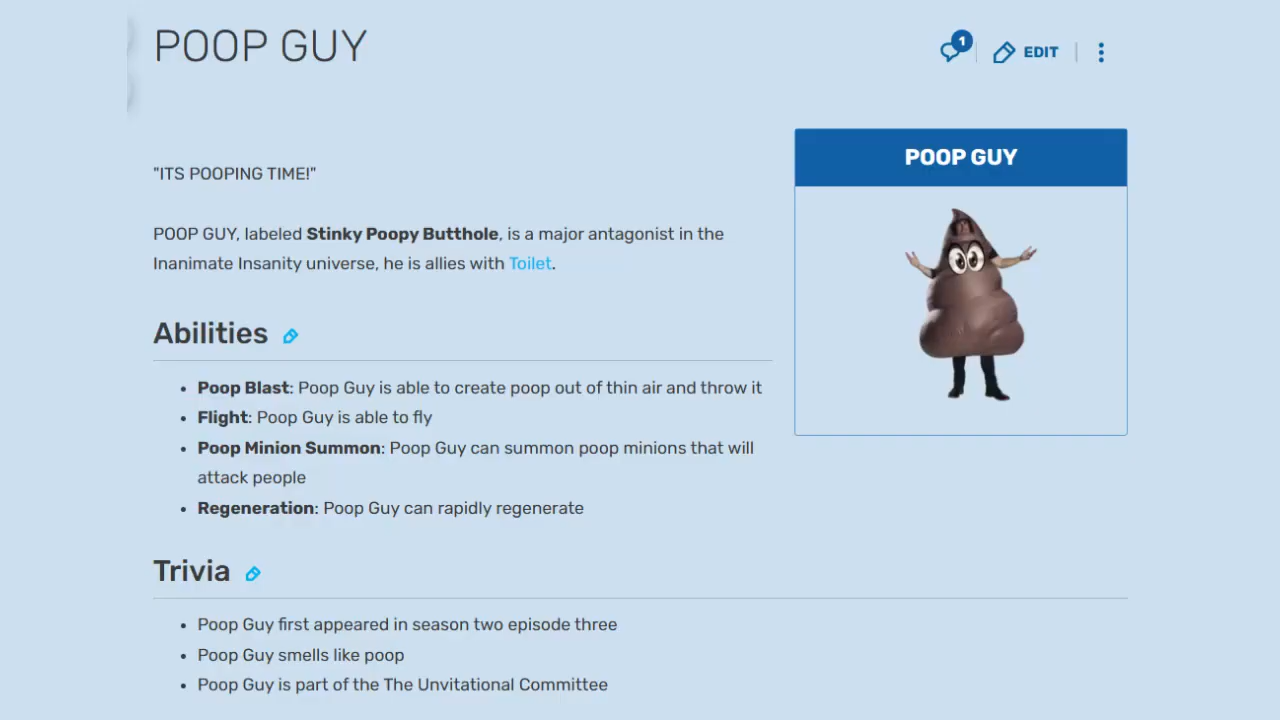 POOP GUY
1
EDIT
POOP GUY
"ITS POOPING TIME!"
POOP GUY, labeled Stinky Poopy Butthole, is a major antagonist in the
Inanimate Insanity universe, he is allies with Toilet.
Abilities
• Poop Blast: Poop Guy is able to create poop out of thin air and throw it
• Flight: Poop Guy is able to fly
• Poop Minion Summon: Poop Guy can summon poop minions that will
attack people
• Regeneration: Poop Guy can rapidly regenerate
Trivia
• Poop Guy first appeared in season two episode three
• Poop Guy smells like poop
• Poop Guy is part of the The Unvitational Committee